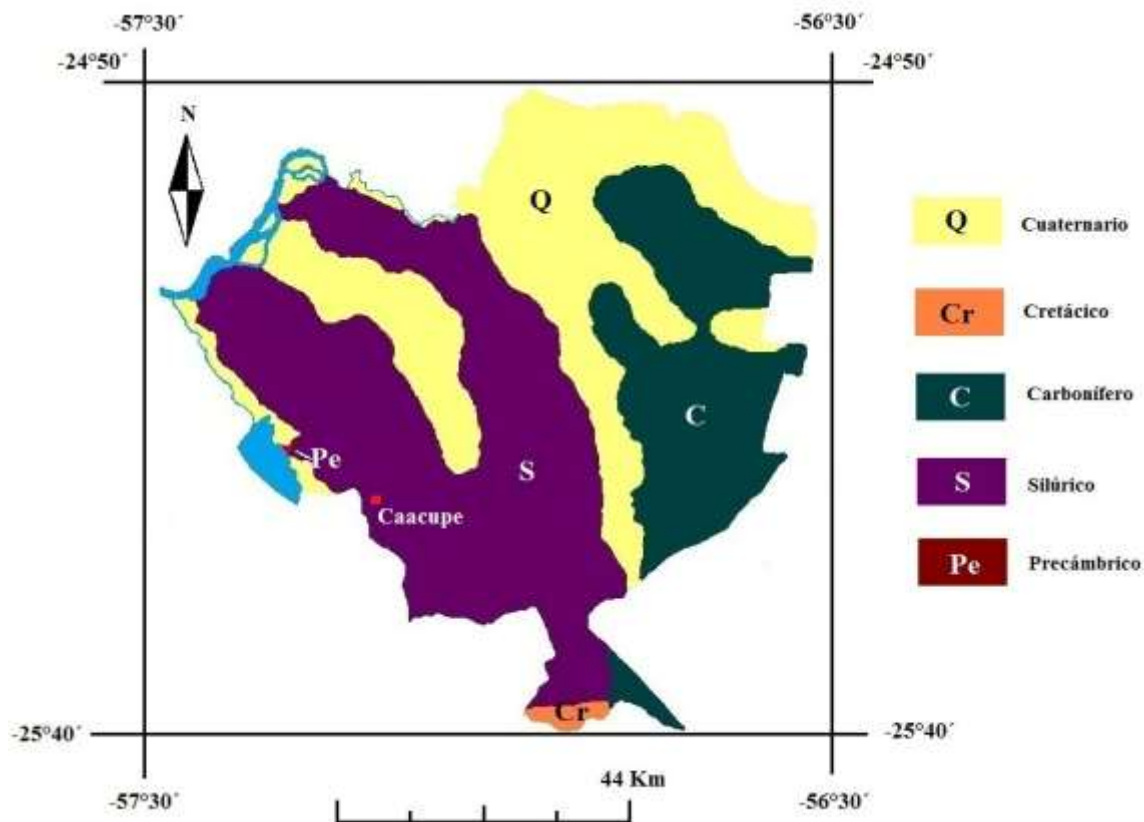 -57°30´
-56°30´
-24°50´
-24°50´
N
Q
Q
Cuaternario
Cr
Cretácico
C
Carbonífero
C
Pe
S
S
Silúrico
Caacupe
Pe
Precámbrico
Cr
-25°40´
-25°40´
44 Km
-57°30´
-56°30´